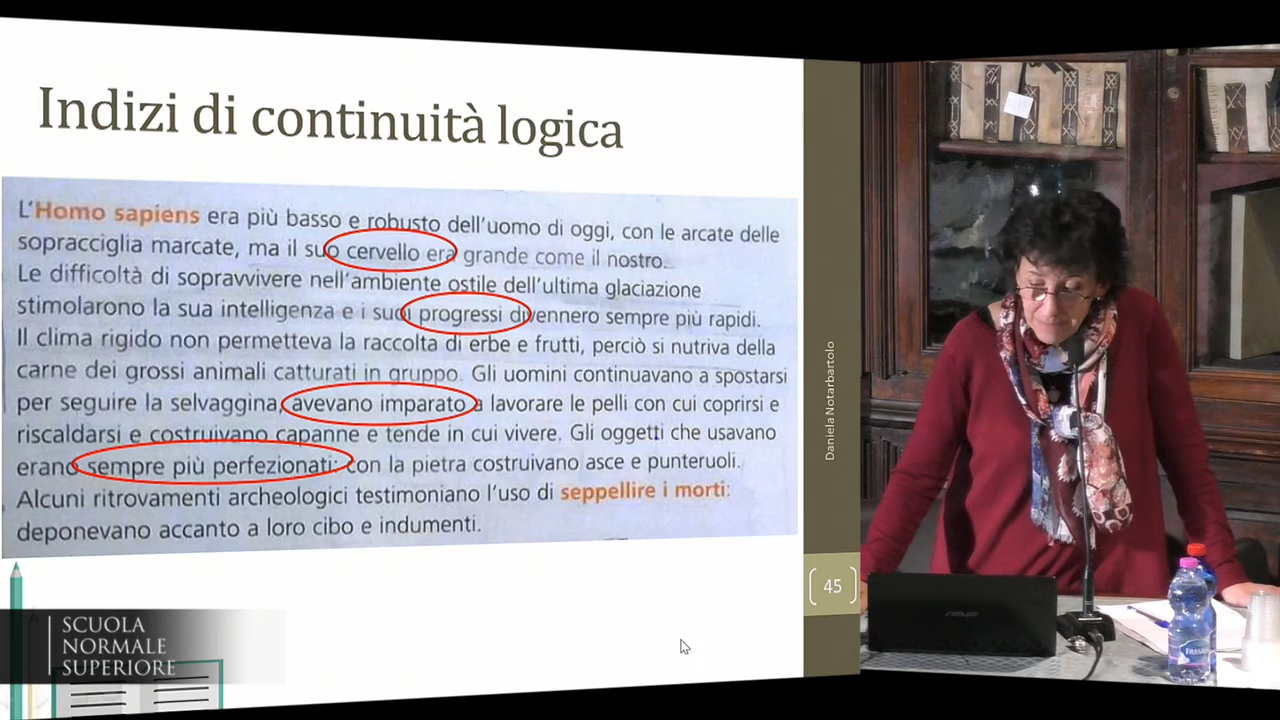 Indizi di continuità logica
L'Homo sapiens era più basso e robusto dell'uomo di oggi, con le arcate delle
sopracciglia marcate, ma il suo cervello era grande come il nostro.
Le difficoltà di sopravvivere nell'ambiente ostile dell'ultima glaciazione
stimolarono la sua intelligenza e i suoi progressi divennero sempre più rapidi.
Il clima rigido non permetteva la raccolta di erbe e frutti, perciò si nutriva della
carne dei grossi animali catturati in gruppo. Gli uomini continuavano a spostarsi
per seguire la selvaggina, avevano imparato a lavorare le pelli con cui coprirsi e
riscaldarsi e costruivano capanne e tende in cui vivere. Gli oggetti che usavano
erano sempre più perfezionati: con la pietra costruivano asce e punteruoli.
Alcuni ritrovamenti archeologici testimoniano l'uso di seppellire i morti:
deponevano accanto a loro cibo e indumenti.
Daniela Notarbartolo
45
SCUOLA
NORMALE
SUPERIORE
ASUS